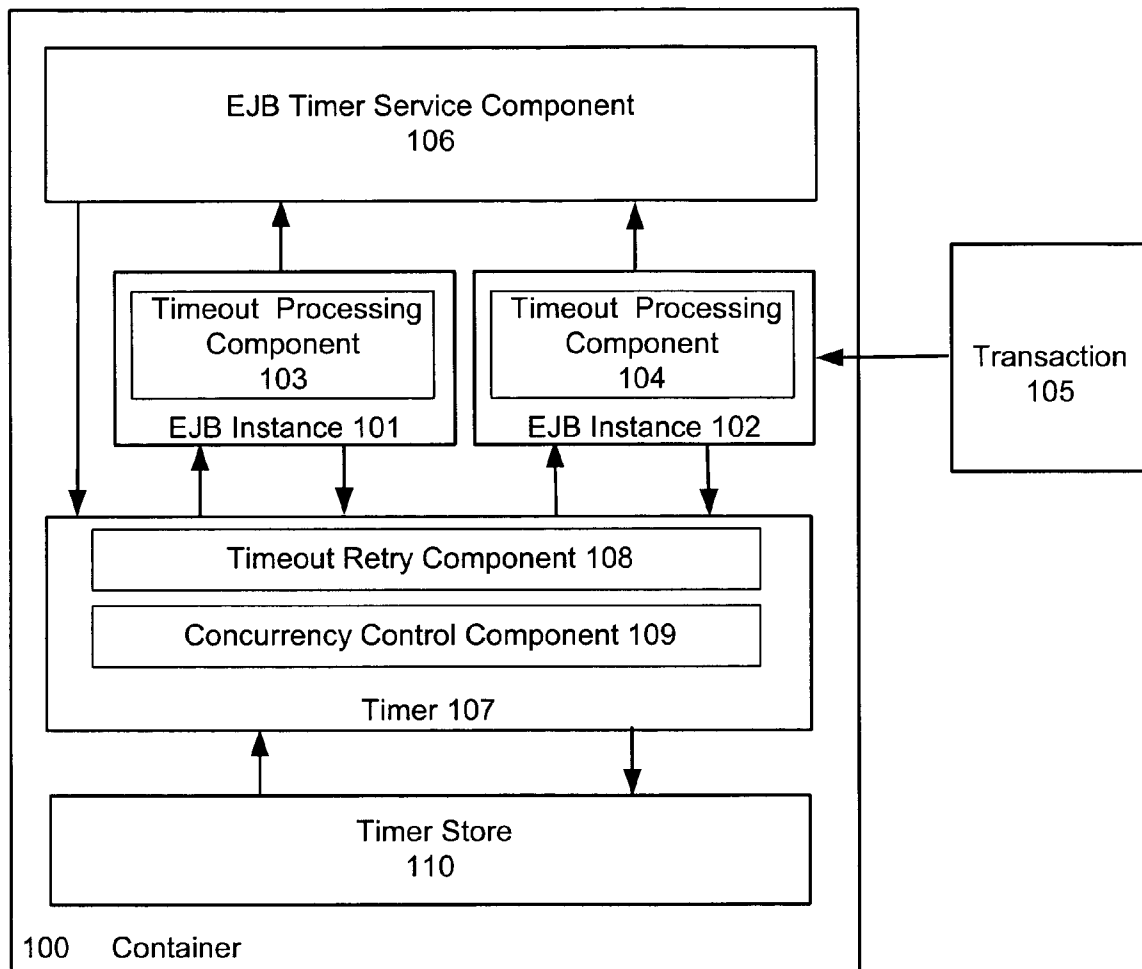 EJB Timer Service Component
106
Timeout Processing
Component
103
EJB Instance 101
Timeout Processing
Component
104
EJB Instance 102
Transaction
105
Timeout Retry Component 108
Concurrency Control Component 109
Timer 107
Timer Store
110
100 Container